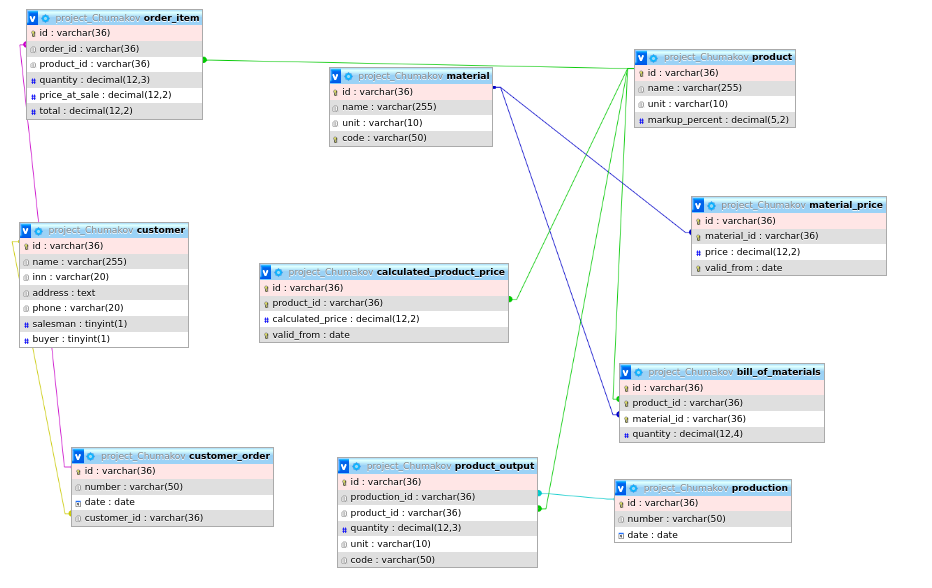 project_Chumakov order_item
id : varchar(36)
order_id : varchar(36)
product_id : varchar(36)
quantity : decimal(12,3)
price_at_sale : decimal(12,2)
total : decimal(12,2)
project_Chumakov material
id : varchar(36)
name : varchar(255)
unit : varchar(10)
code : varchar(50)
project_Chumakov product
id : varchar(36)
name : varchar(255)
unit : varchar(10)
markup_percent : decimal(5,2)
project_Chumakov material_price
id : varchar(36)
material_id : varchar(36)
price : decimal(12,2)
valid_from : date
project_Chumakov customer
id : varchar(36)
name : varchar(255)
inn : varchar(20)
address : text
phone : varchar(20)
salesman : tinyint(1)
buyer : tinyint(1)
project_Chumakov calculated_product_price
id : varchar(36)
product_id : varchar(36)
calculated_price : decimal(12,2)
valid_from : date
project_Chumakov bill_of_materials
id : varchar(36)
product_id : varchar(36)
material_id : varchar(36)
quantity : decimal(12,4)
project_Chumakov customer_order
id : varchar(36)
number : varchar(50)
date : date
customer_id : varchar(36)
project_Chumakov product_output
id : varchar(36)
production_id : varchar(36)
product_id : varchar(36)
quantity : decimal(12,3)
unit : varchar(10)
code : varchar(50)
project_Chumakov production
id : varchar(36)
number : varchar(50)
date : date